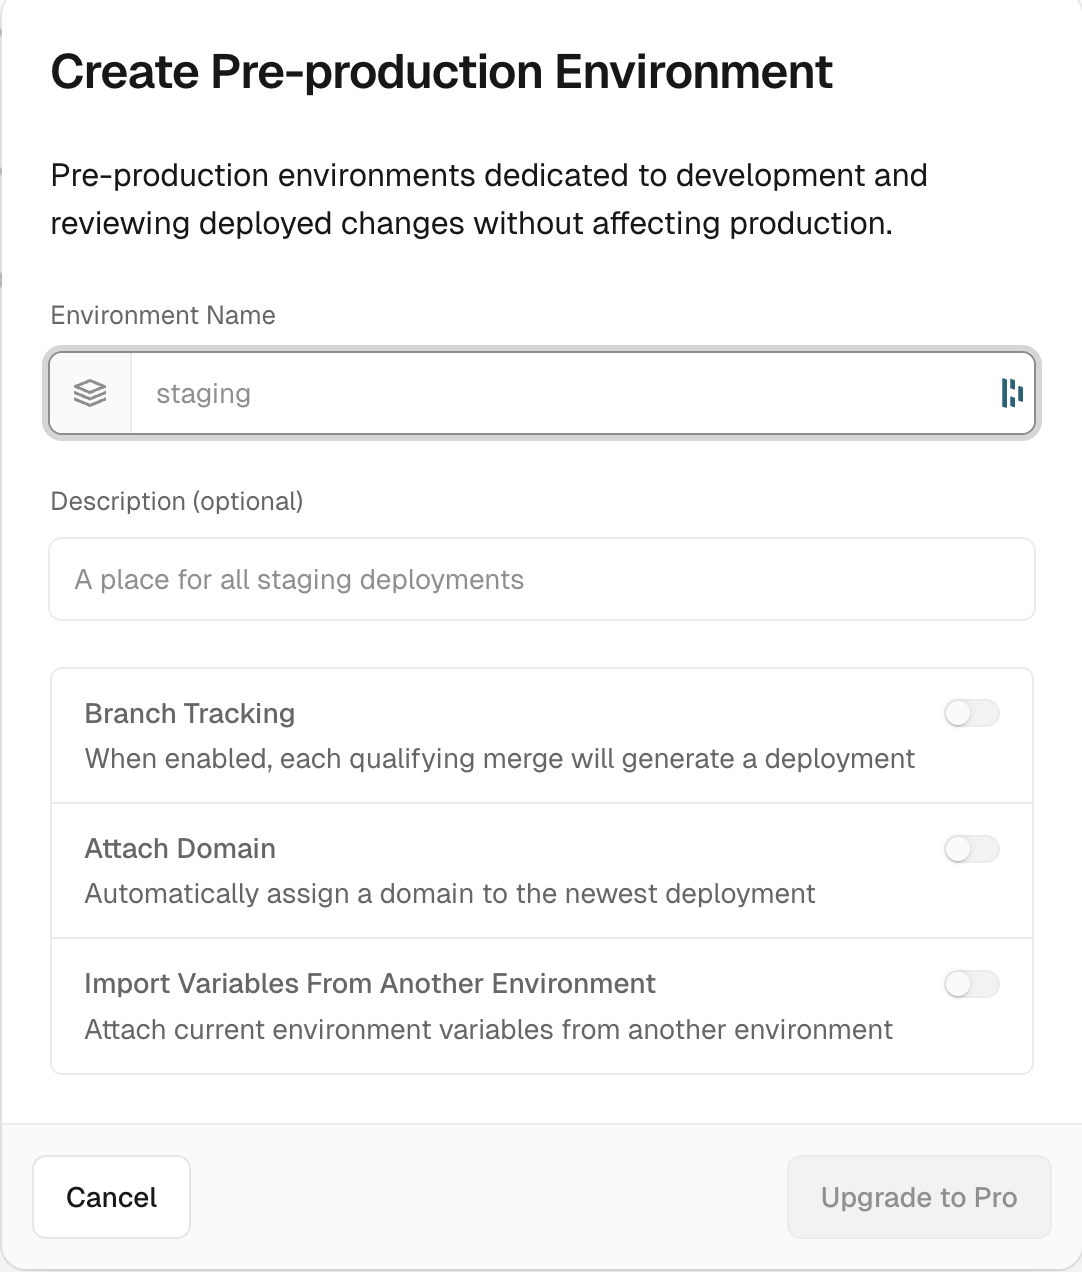 Create Pre-production Environment
Pre-production environments dedicated to development and
reviewing deployed changes without affecting production.
Environment Name
staging
Description (optional)
A place for all staging deployments
Branch Tracking
When enabled, each qualifying merge will generate a deployment
Attach Domain
Automatically assign a domain to the newest deployment
Import Variables From Another Environment
Attach current environment variables from another environment
Cancel
Upgrade to Pro